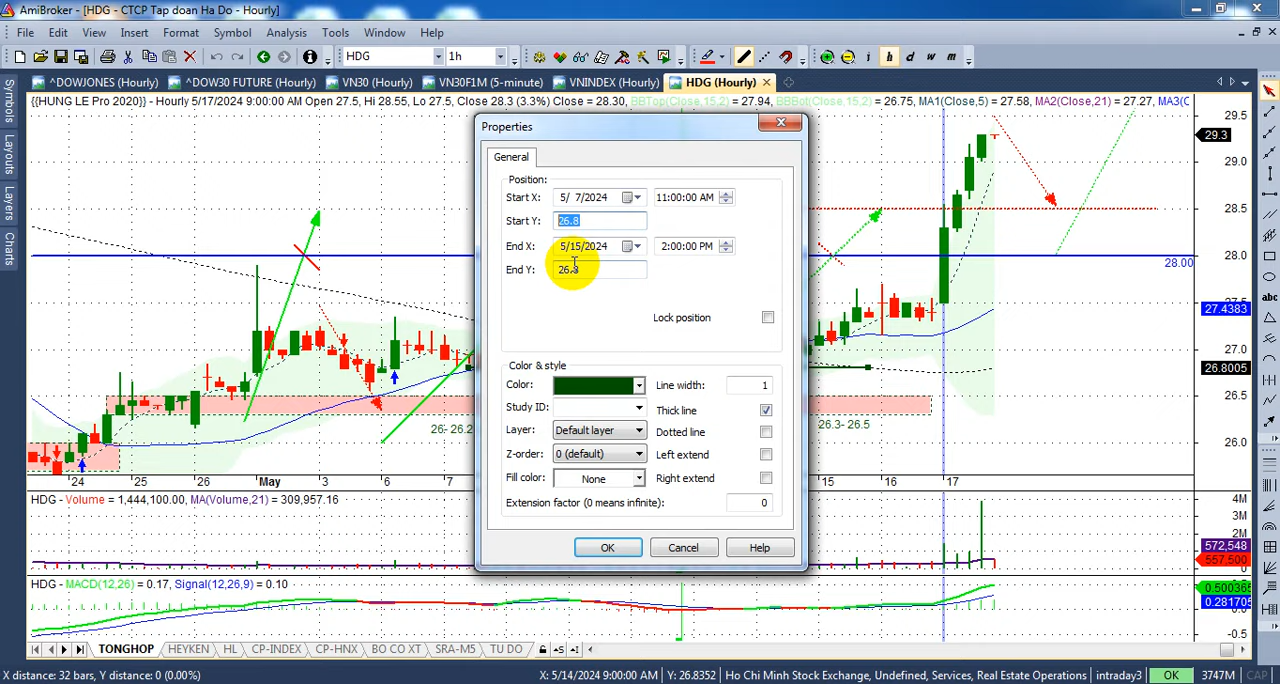 AmiBroker - [HDG - CTCP Tap doan Ha Do - Hourly]
File Edit View Insert Format Symbol Analysis Tools Window Help
HDG 1h i h d w m
^DOWJONES (Hourly) ^DOW30 FUTURE (Hourly) VN30 (Hourly) VN30F1M (5-minute) VNINDEX (Hourly) HDG (Hourly)
Symbols
Layouts
Layers
Charts
{{HUNG LE Pro 2020}} - Hourly 5/17/2024 9:00:00 AM Open 27.5, Hi 28.55, Lo 27.5, Close 28.3 (3.3%) Close = 28.30, BBTop(Close,15,2) = 27.94, BBBot(Close,15,2) = 26.75, MA1(Close,5) = 27.58, MA2(Close,21) = 27.27, MA3(C
29.5
29.3
29.0
28.5
28.0
28.00
27.5
27.4383
27.0
26.8005
26.5
26.0
26- 26.2
26.3- 26.5
24 25 26 May 3 6 7 15 16 17
Properties
General
Position:
Start X: 5/ 7/2024 11:00:00 AM
Start Y: 26.8
End X: 5/15/2024 2:00:00 PM
End Y: 26.8
Lock position
Color & style
Color: Line width: 1
Study ID: Thick line
Layer: Default layer Dotted line
Z-order: 0 (default) Left extend
Fill color: None Right extend
Extension factor (0 means infinite): 0
OK Cancel Help
HDG - Volume = 1,444,100.00, MA(Volume,21) = 309,957.16
4M
3M
2M
572,548
557,500
HDG - MACD(12,26) = 0.17, Signal(12,26,9) = 0.10
0.500365
0.281705
-0.5
TONGHOP HEYKEN HL CP-INDEX CP-HNX BO CO XT SRA-M5 TU DO
X distance: 32 bars, Y distance: 0 (0.00%) X: 5/14/2024 9:00:00 AM Y: 26.8352 Ho Chi Minh Stock Exchange, Undefined, Services, Real Estate Operations intraday3 OK 3747M CAP
abc